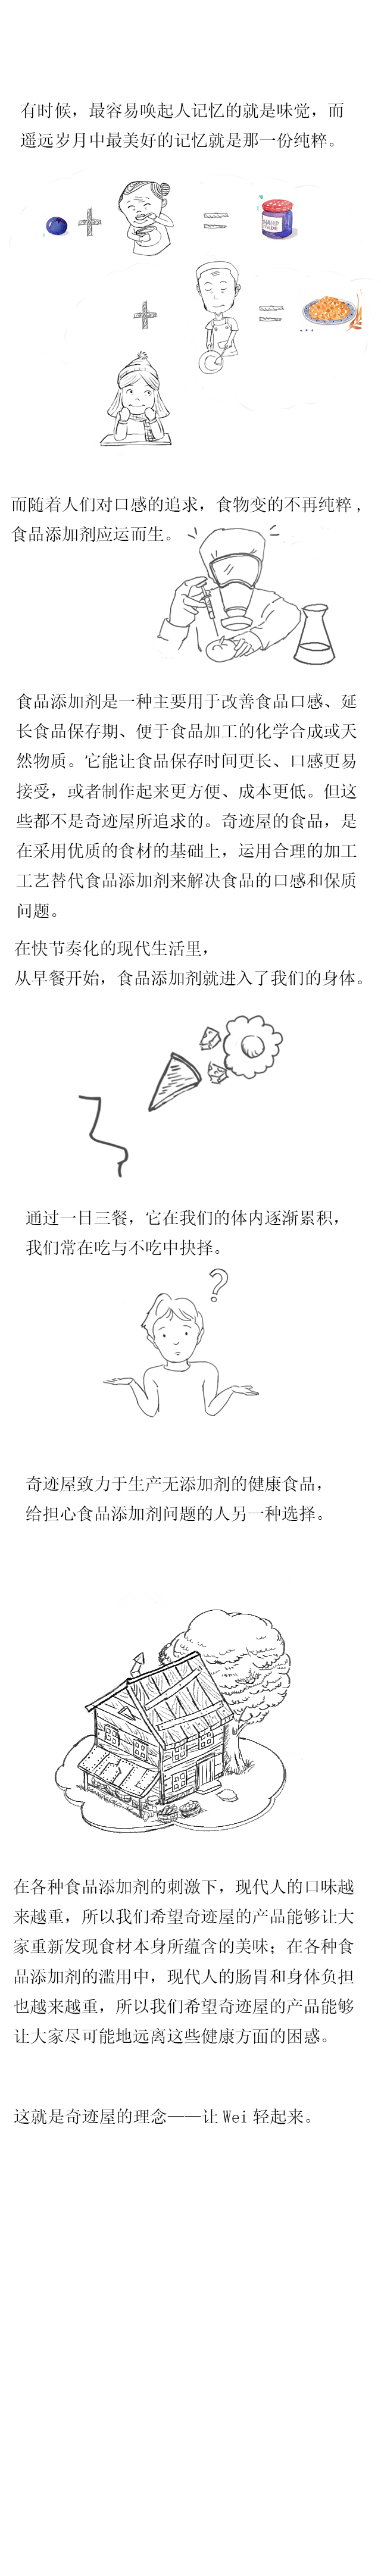 有时候，最容易唤起人记忆的就是味觉，而
遥远岁月中最美好的记忆就是那一份纯粹。
而随着人们对口感的追求，食物变的不再纯粹，
食品添加剂应运而生。
食品添加剂是一种主要用于改善食品口感、延
长食品保存期、便于食品加工的化学合成或天
然物质。它能让食品保存时间更长、口感更易
接受，或者制作起来更方便、成本更低。但这
些都不是奇迹屋所追求的。奇迹屋的食品，是
在采用优质的食材的基础上，运用合理的加工
工艺替代食品添加剂来解决食品的口感和保质
问题。
在快节奏化的现代生活里，
从早餐开始，食品添加剂就进入了我们的身体。
通过一日三餐，它在我们的体内逐渐累积，
我们常在吃与不吃中抉择。
?
奇迹屋致力于生产无添加剂的健康食品，
给担心食品添加剂问题的人另一种选择。
在各种食品添加剂的刺激下，现代人的口味越
来越重，所以我们希望奇迹屋的产品能够让大
家重新发现食材本身所蕴含的美味；在各种食
品添加剂的滥用中，现代人的肠胃和身体负担
也越来越重，所以我们希望奇迹屋的产品能够
让大家尽可能地远离这些健康方面的困惑。
这就是奇迹屋的理念——让 Wei 轻起来。